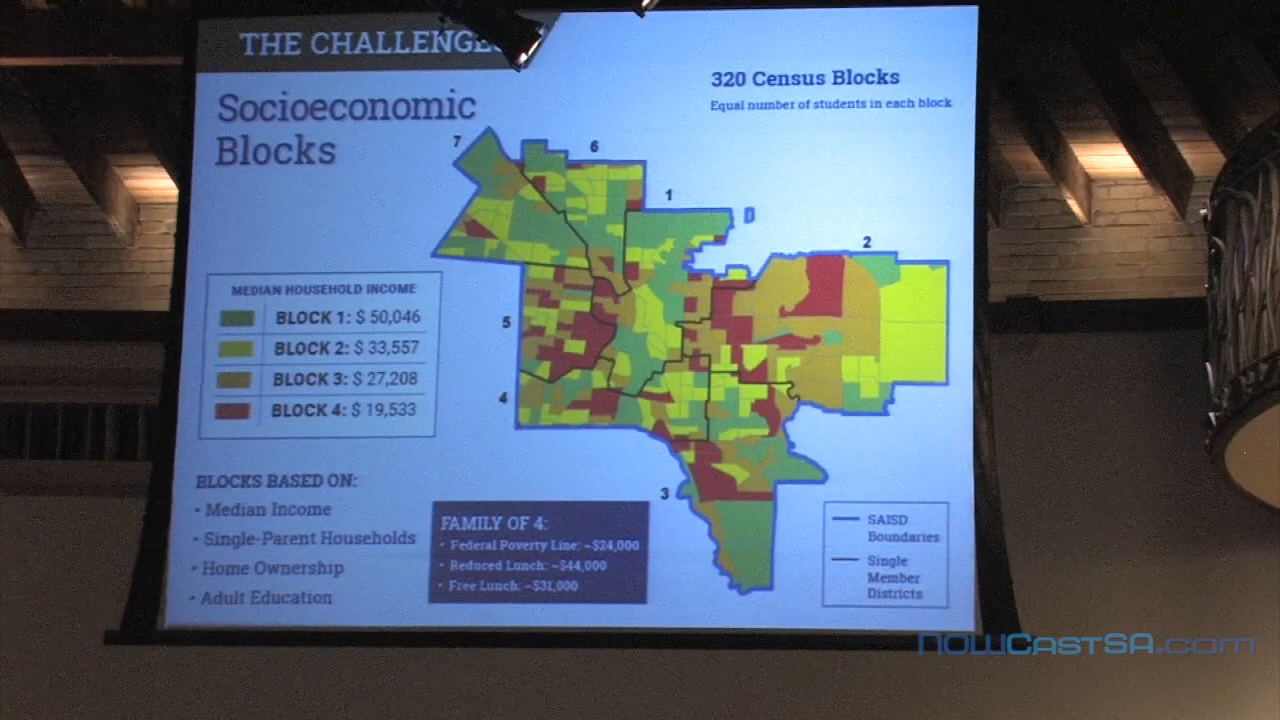 THE CHALLENGE
Socioeconomic
Blocks
320 Census Blocks
Equal number of students in each block
7
6
1
2
5
4
3
MEDIAN HOUSEHOLD INCOME
BLOCK 1: $ 50,046
BLOCK 2: $ 33,557
BLOCK 3: $ 27,208
BLOCK 4: $ 19,533
BLOCKS BASED ON:
• Median Income
• Single-Parent Households
• Home Ownership
• Adult Education
FAMILY OF 4:
• Federal Poverty Line: ~$24,000
• Reduced Lunch: ~$44,000
• Free Lunch: ~$31,000
SAISD
Boundaries
Single
Member
Districts
NOWCastSA.com